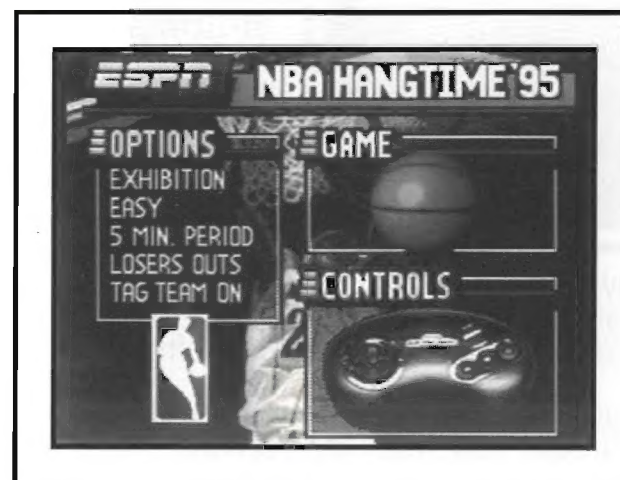 ESPN NBA HANGTIME '95
OPTIONS
EXHIBITION
EASY
5 MIN. PERIOD
LOSERS OUTS
TAG TEAM ON
GAME
CONTROLS